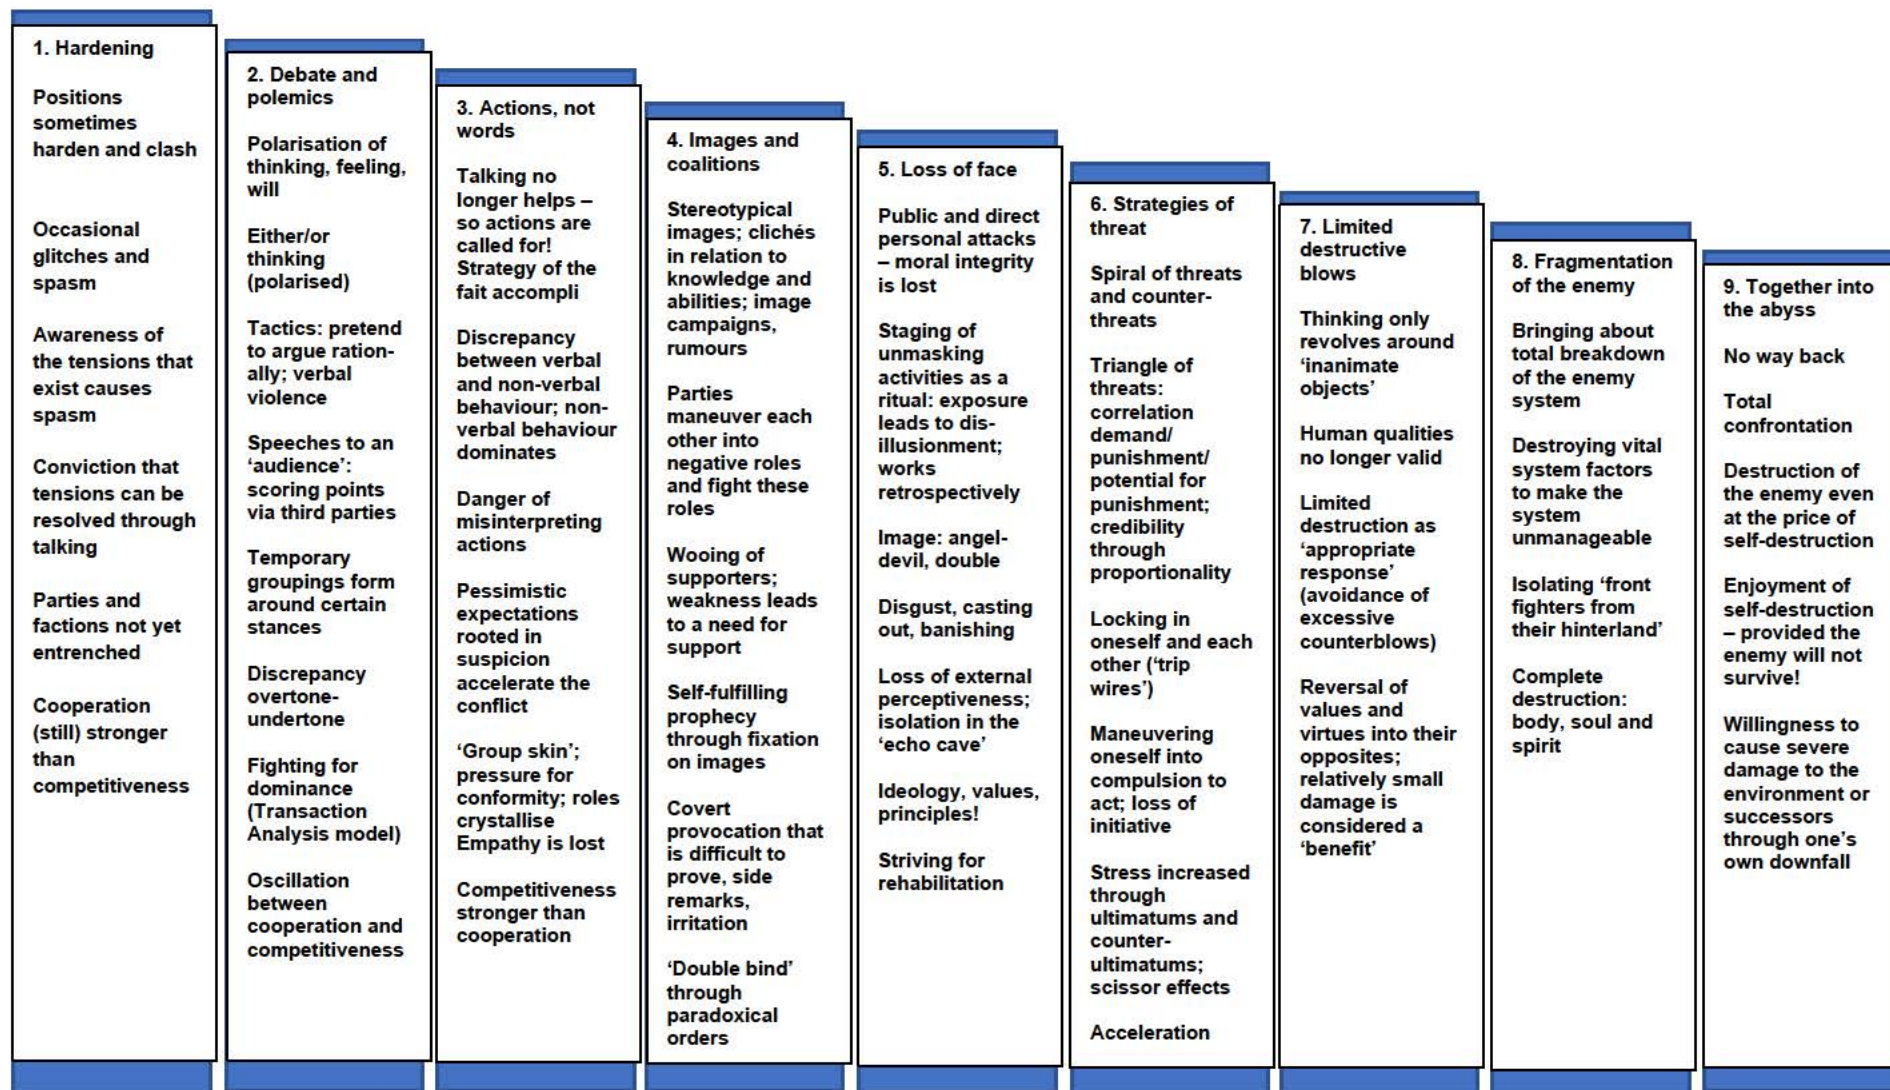 1. Hardening
Positions
sometimes
harden and clash
Occasional
glitches and
spasm
Awareness of
the tensions that
exist causes
spasm
Conviction that
tensions can be
resolved through
talking
Parties and
factions not yet
entrenched
Cooperation
(still) stronger
than
competitiveness
2. Debate and
polemics
Polarisation of
thinking, feeling,
will
Either/or
thinking
(polarised)
Tactics: pretend
to argue ration-
ally; verbal
violence
Speeches to an
‘audience’:
scoring points
via third parties
Temporary
groupings form
around certain
stances
Discrepancy
overtone-
undertone
Fighting for
dominance
(Transaction
Analysis model)
Oscillation
between
cooperation and
competitiveness
3. Actions, not
words
Talking no
longer helps –
so actions are
called for!
Strategy of the
fait accompli
Discrepancy
between verbal
and non-verbal
behaviour; non-
verbal behaviour
dominates
Danger of
misinterpreting
actions
Pessimistic
expectations
rooted in
suspicion
accelerate the
conflict
‘Group skin’;
pressure for
conformity; roles
crystallise
Empathy is lost
Competitiveness
stronger than
cooperation
4. Images and
coalitions
Stereotypical
images; clichés
in relation to
knowledge and
abilities; image
campaigns,
rumours
Parties
maneuver each
other into
negative roles
and fight these
roles
Wooing of
supporters;
weakness leads
to a need for
support
Self-fulfilling
prophecy
through fixation
on images
Covert
provocation that
is difficult to
prove, side
remarks,
irritation
‘Double bind’
through
paradoxical
orders
5. Loss of face
Public and direct
personal attacks
– moral integrity
is lost
Staging of
unmasking
activities as a
ritual: exposure
leads to dis-
illusionment;
works
retrospectively
Image: angel-
devil, double
Disgust, casting
out, banishing
Loss of external
perceptiveness;
isolation in the
‘echo cave’
Ideology, values,
principles!
Striving for
rehabilitation
6. Strategies of
threat
Spiral of threats
and counter-
threats
Triangle of
threats:
correlation
demand/
punishment/
potential for
punishment;
credibility
through
proportionality
Locking in
oneself and each
other (‘trip
wires’)
Maneuvering
oneself into
compulsion to
act; loss of
initiative
Stress increased
through
ultimatums and
counter-
ultimatums;
scissor effects
Acceleration
7. Limited
destructive
blows
Thinking only
revolves around
‘inanimate
objects’
Human qualities
no longer valid
Limited
destruction as
‘appropriate
response’
(avoidance of
excessive
counterblows)
Reversal of
values and
virtues into their
opposites;
relatively small
damage is
considered a
‘benefit’
8. Fragmentation
of the enemy
Bringing about
total breakdown
of the enemy
system
Destroying vital
system factors
to make the
system
unmanageable
Isolating ‘front
fighters from
their hinterland’
Complete
destruction:
body, soul and
spirit
9. Together into
the abyss
No way back
Total
confrontation
Destruction of
the enemy even
at the price of
self-destruction
Enjoyment of
self-destruction
– provided the
enemy will not
survive!
Willingness to
cause severe
damage to the
environment or
successors
through one’s
own downfall